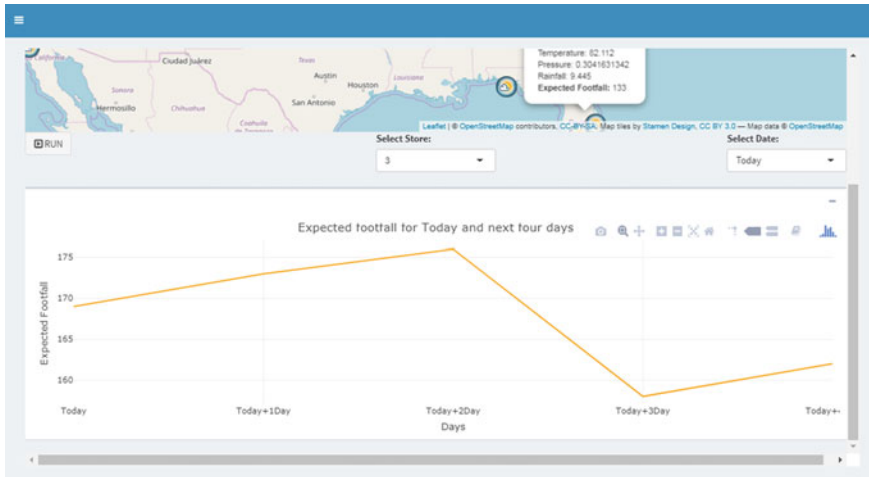 Temperature: 82.112
Pressure: 0.3041631342
Rainfall: 9.445
Expected Footfall: 133
California
Ciudad Juárez
Texas
Austin
Houston
Louisiana
San Antonio
Sonora
Hermosillo
Chihuahua
Coahuila
Leaflet | © OpenStreetMap contributors, CC-BY-SA, Map tiles by Stamen Design, CC BY 3.0 — Map data © OpenStreetMap
RUN
Select Store:
3
Select Date:
Today
Expected footfall for Today and next four days
175
170
165
160
Expected Footfall
Today
Today+1Day
Today+2Day
Today+3Day
Today+
Days